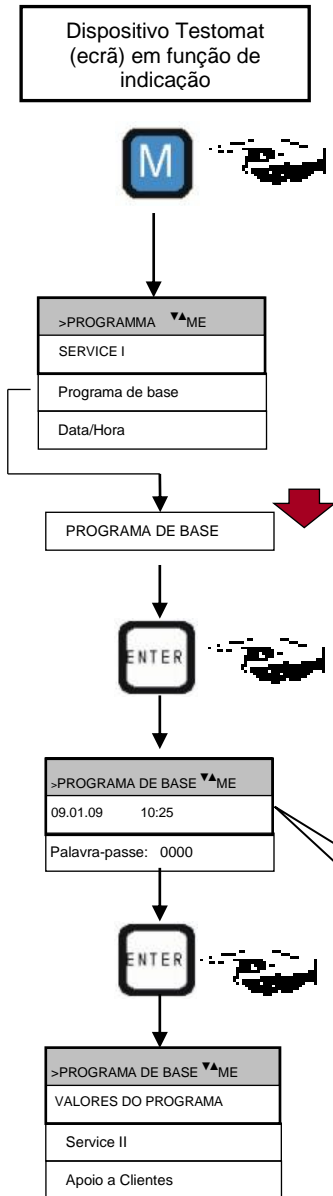 Dispositivo Testomat
(ecrã) em função de
indicação
M
>PROGRAMMA ▼▲ME
SERVICE I
Programa de base
Data/Hora
PROGRAMA DE BASE
ENTER
>PROGRAMA DE BASE ▼▲ME
09.01.09 10:25
Palavra-passe: 0000
ENTER
>PROGRAMA DE BASE ▼▲ME
VALORES DO PROGRAMA
Service II
Apoio a Clientes